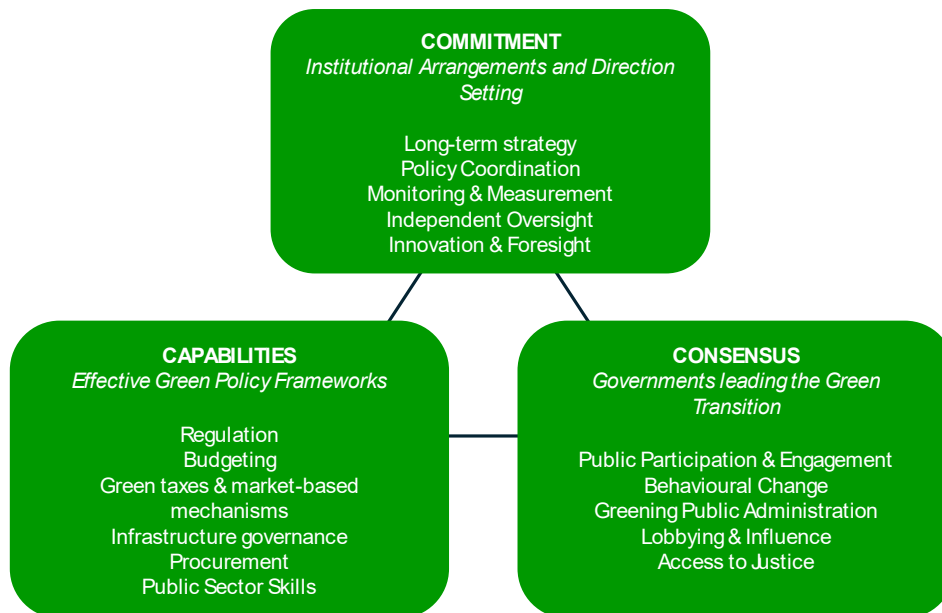 COMMITMENT
Institutional Arrangements and Direction
Setting
Long-term strategy
Policy Coordination
Monitoring & Measurement
Independent Oversight
Innovation & Foresight
CAPABILITIES
Effective Green Policy Frameworks
Regulation
Budgeting
Green taxes & market-based
mechanisms
Infrastructure governance
Procurement
Public Sector Skills
CONSENSUS
Governments leading the Green
Transition
Public Participation & Engagement
Behavioural Change
Greening Public Administration
Lobbying & Influence
Access to Justice